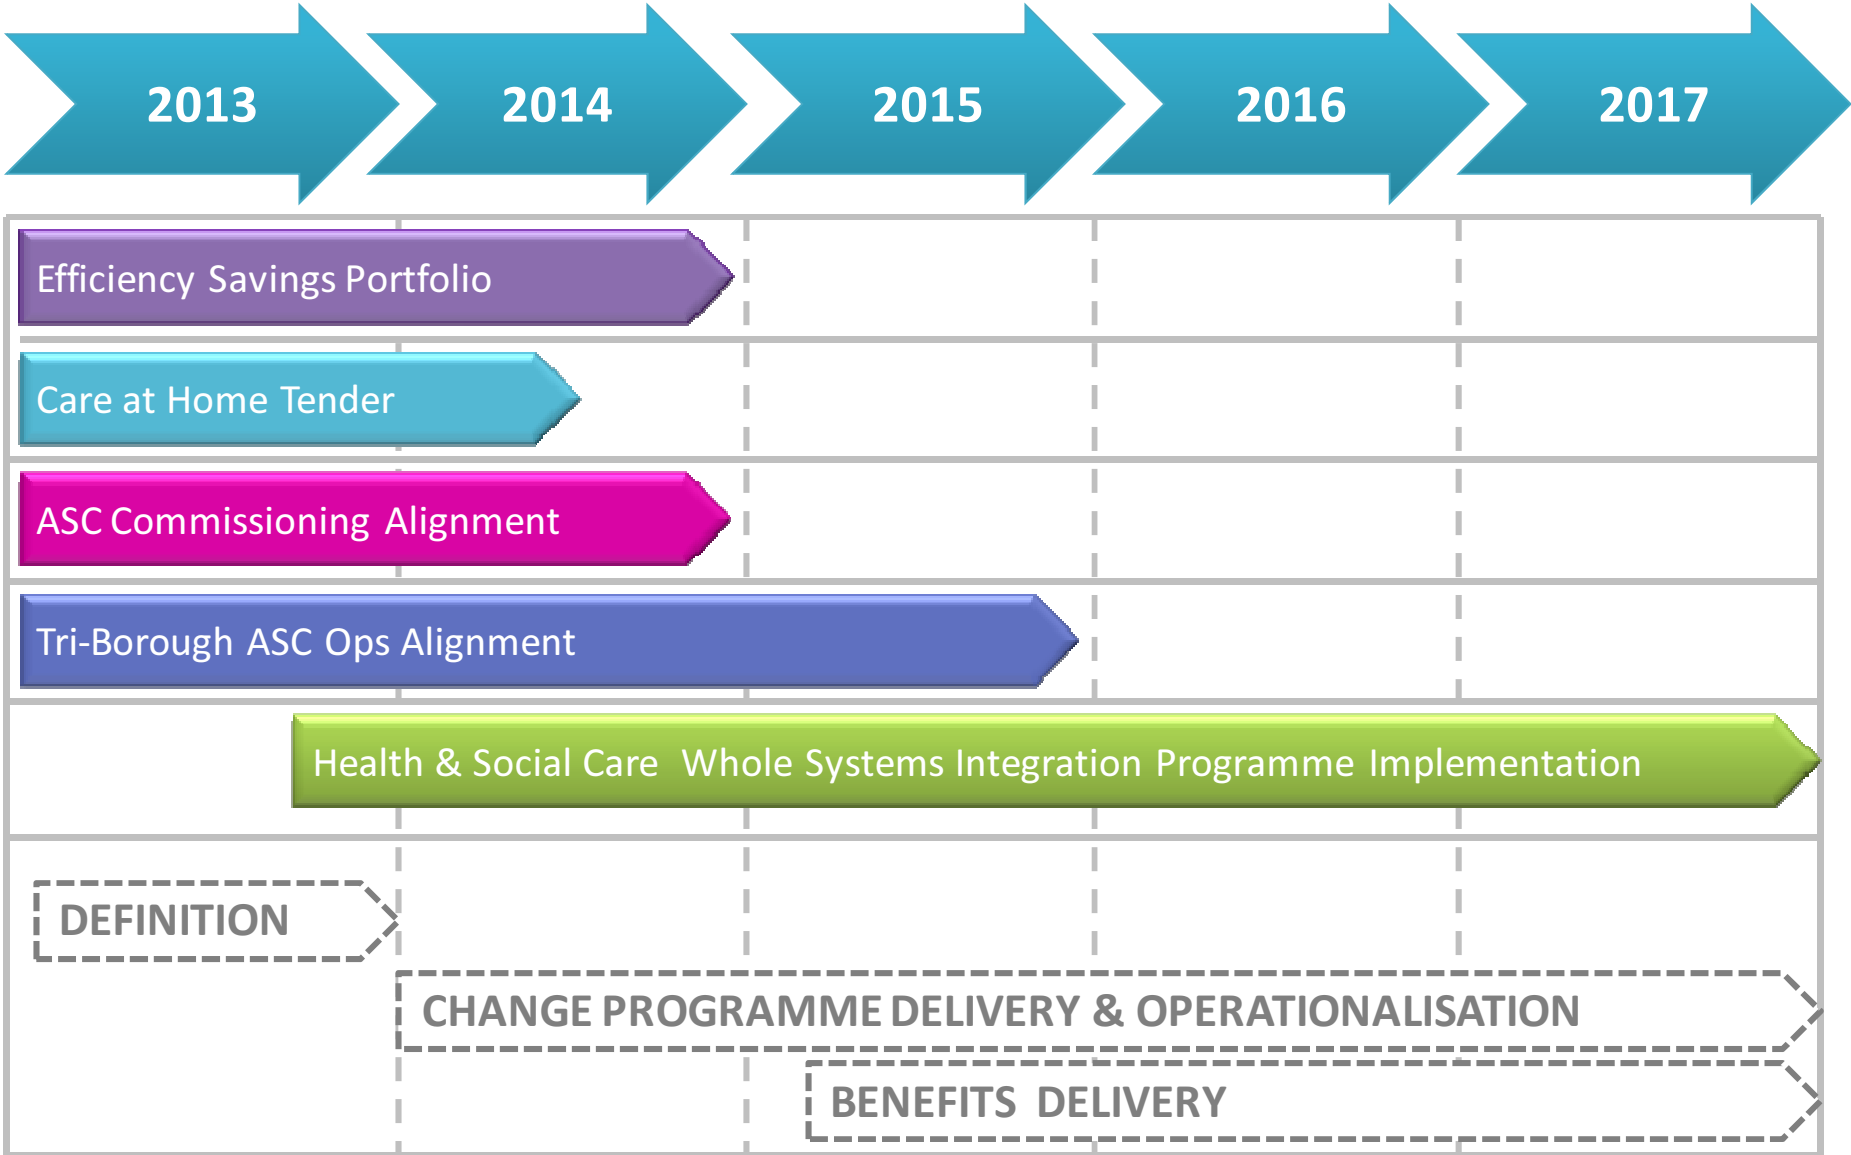 2013
2014
2015
2016
2017
Efficiency Savings Portfolio
Care at Home Tender
ASC Commissioning Alignment
Tri-Borough ASC Ops Alignment
Health & Social Care Whole Systems Integration Programme Implementation
DEFINITION
CHANGE PROGRAMME DELIVERY & OPERATIONALISATION
BENEFITS DELIVERY